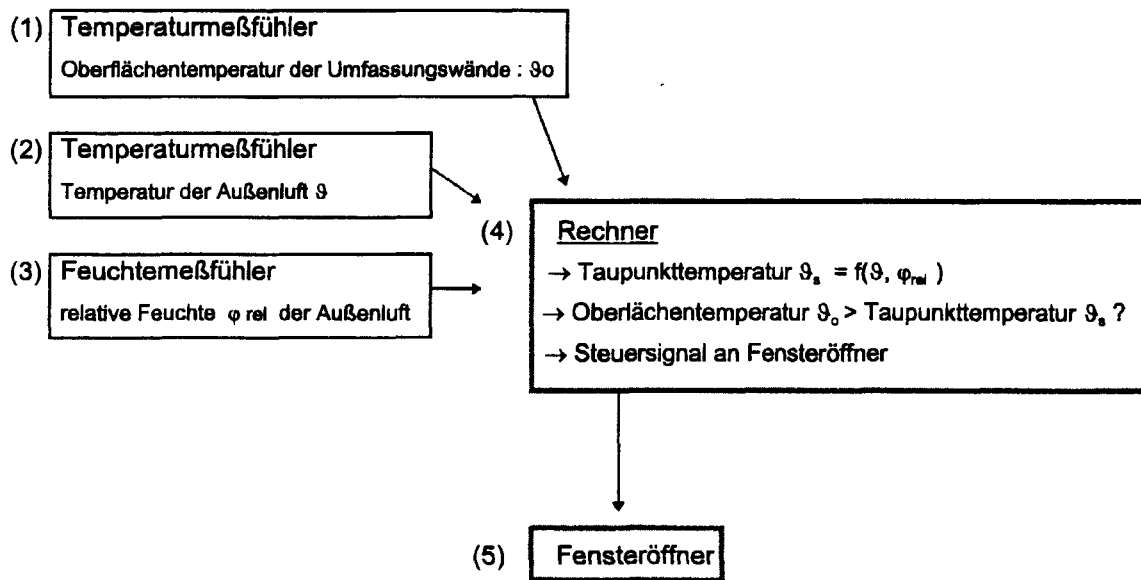 (1) Temperaturmeßfühler
Oberflächentemperatur der Umfassungswände : ϑo
(2) Temperaturmeßfühler
Temperatur der Außenluft ϑ
(3) Feuchtemeßfühler
relative Feuchte φ rel der Außenluft
(4) Rechner
→ Taupunkttemperatur ϑs = f(ϑ, φrel )
→ Oberlächentemperatur ϑo > Taupunkttemperatur ϑs ?
→ Steuersignal an Fensteröffner
(5) Fensteröffner